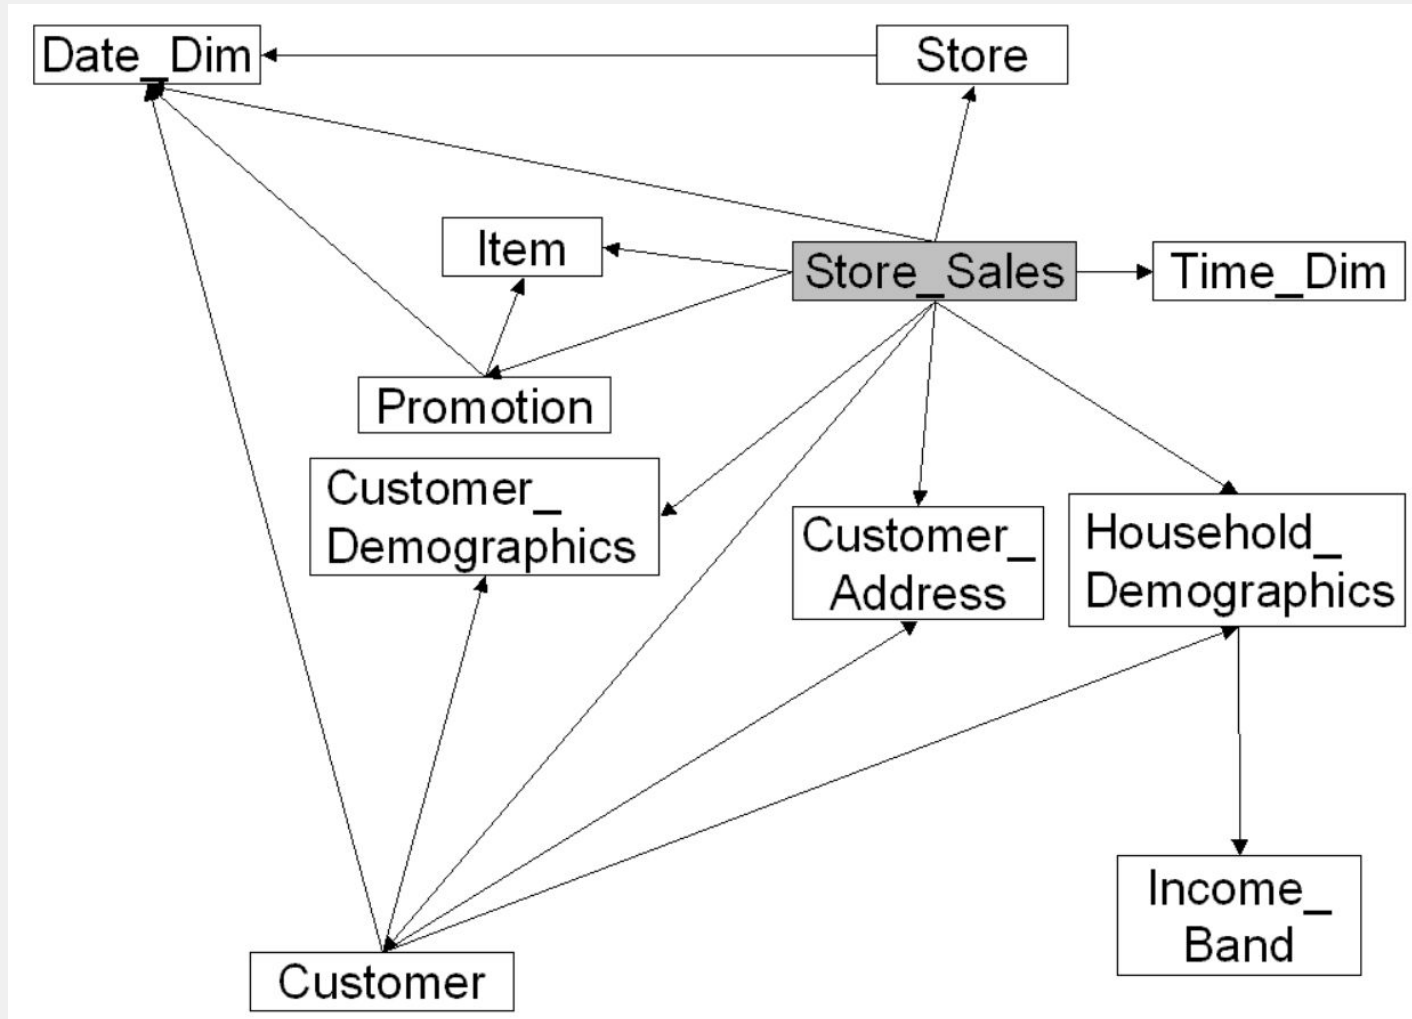 Date_Dim
Store
Item
Store_Sales
Time_Dim
Promotion
Customer_
Demographics
Customer_
Address
Household_
Demographics
Income_
Band
Customer